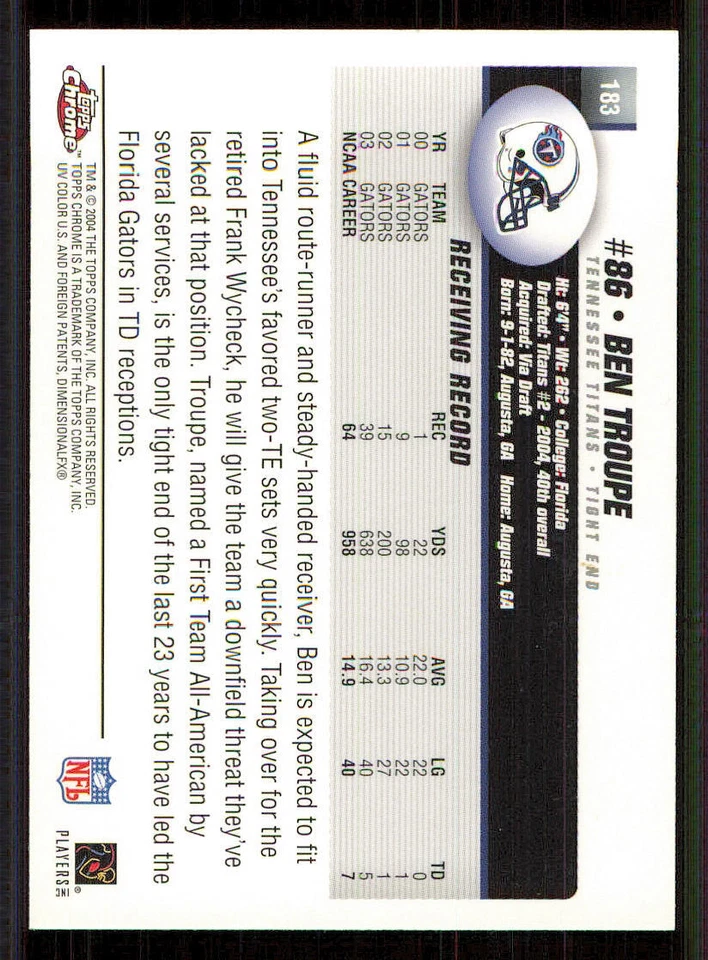 183
#86 • BEN TROUPE
TENNESSEE TITANS • TIGHT END
Ht: 6'4" • Wt: 262 • College: Florida
Drafted: Titans #2 • 2004, 40th overall
Acquired: Via Draft
Born: 9-1-82, Augusta, GA Home: Augusta, GA
RECEIVING RECORD
YR TEAM REC YDS AVG LG TD
00 GATORS 1 22 22.0 22 0
01 GATORS 9 98 10.9 22 1
02 GATORS 15 200 13.3 27 1
03 GATORS 39 638 16.4 40 5
NCAA CAREER 64 958 14.9 40 7
A fluid route-runner and steady-handed receiver, Ben is expected to fit
into Tennessee's favored two-TE sets very quickly. Taking over for the
retired Frank Wycheck, he will give the team a downfield threat they've
lacked at that position. Troupe, named a First Team All-American by
several services, is the only tight end of the last 23 years to have led the
Florida Gators in TD receptions.
Topps Chrome™
TM & © 2004 THE TOPPS COMPANY, INC. ALL RIGHTS RESERVED.
TOPPS CHROME IS A TRADEMARK OF THE TOPPS COMPANY, INC.
UV COLOR U.S. AND FOREIGN PATENTS, DIMENSIONALFX®
NFL
PLAYERS INC